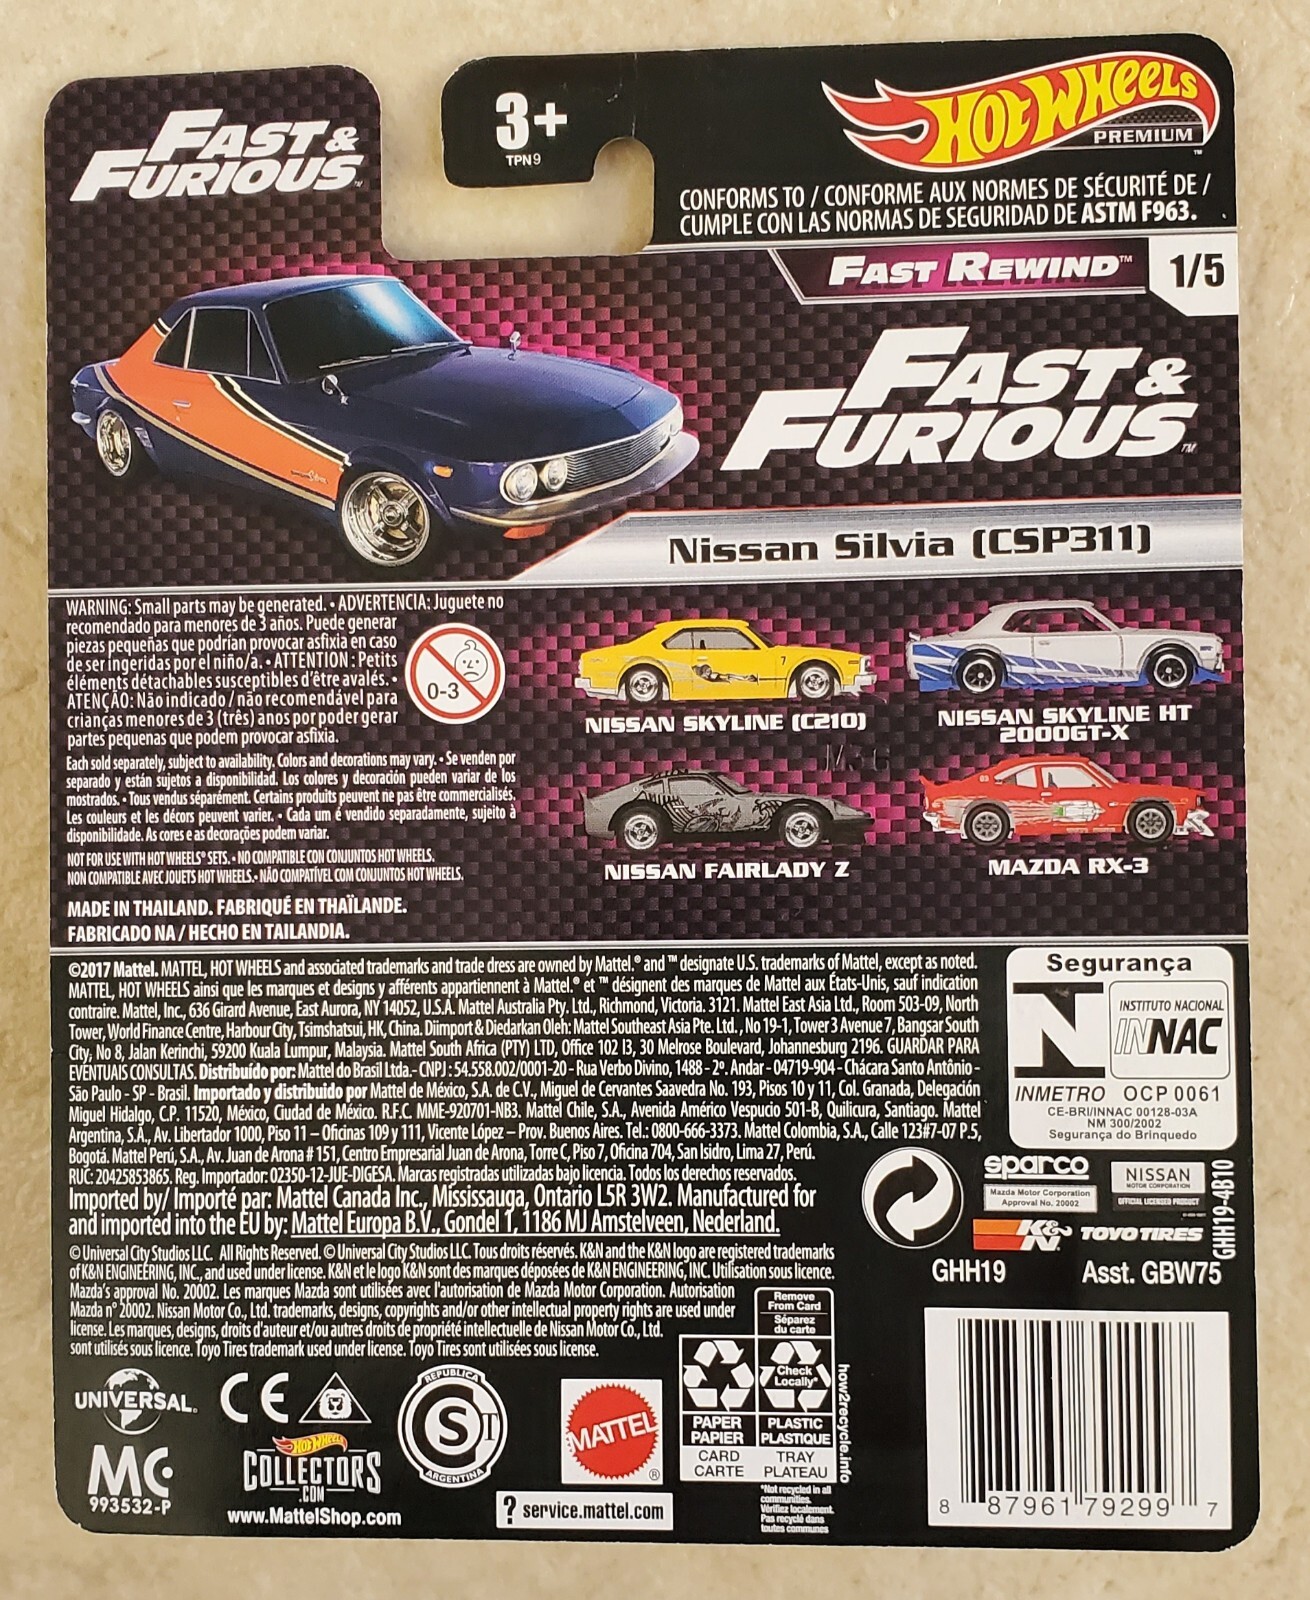 FAST &
FURIOUS™
3+
TPN9
HOT WHEELS
PREMIUM
™
CONFORMS TO / CONFORME AUX NORMES DE SÉCURITÉ DE /
CUMPLE CON LAS NORMAS DE SEGURIDAD DE ASTM F963.
FAST REWIND™
1/5
FAST &
FURIOUS™
Nissan Silvia (CSP311)
WARNING: Small parts may be generated. • ADVERTENCIA: Juguete no
recomendado para menores de 3 años. Puede generar
piezas pequeñas que podrían provocar asfixia en caso
de ser ingeridas por el niño/a. • ATTENTION : Petits
éléments détachables susceptibles d'être avalés. •
ATENÇÃO: Não indicado / não recomendável para
crianças menores de 3 (três) anos por poder gerar
partes pequenas que podem provocar asfixia.
0-3
Each sold separately, subject to availability. Colors and decorations may vary. • Se venden por
separado y están sujetos a disponibilidad. Los colores y decoración pueden variar de los
mostrados. • Tous vendus séparément. Certains produits peuvent ne pas être commercialisés.
Les couleurs et les décors peuvent varier. • Cada um é vendido separadamente, sujeito à
disponibilidade. As cores e as decorações podem variar.
NOT FOR USE WITH HOT WHEELS® SETS. • NO COMPATIBLE CON CONJUNTOS HOT WHEELS.
NON COMPATIBLE AVEC JOUETS HOT WHEELS. • NÃO COMPATÍVEL COM CONJUNTOS HOT WHEELS.
MADE IN THAILAND. FABRIQUÉ EN THAÏLANDE.
FABRICADO NA / HECHO EN TAILANDIA.
NISSAN SKYLINE (C210)
NISSAN SKYLINE HT
2000GT-X
NISSAN FAIRLADY Z
MAZDA RX-3
©2017 Mattel. MATTEL, HOT WHEELS and associated trademarks and trade dress are owned by Mattel.® and ™ designate U.S. trademarks of Mattel, except as noted.
MATTEL, HOT WHEELS ainsi que les marques et designs y afférents appartiennent à Mattel.® et ™ désignent des marques de Mattel aux États-Unis, sauf indication
contraire. Mattel, Inc., 636 Girard Avenue, East Aurora, NY 14052, U.S.A. Mattel Australia Pty. Ltd., Richmond, Victoria. 3121. Mattel East Asia Ltd., Room 503-09, North
Tower, World Finance Centre, Harbour City, Tsimshatsui, HK, China. Diimport & Diedarkan Oleh: Mattel Southeast Asia Pte. Ltd., No 19-1, Tower 3 Avenue 7, Bangsar South
City, No 8, Jalan Kerinchi, 59200 Kuala Lumpur, Malaysia. Mattel South Africa (PTY) LTD, Office 102 I3, 30 Melrose Boulevard, Johannesburg 2196. GUARDAR PARA
EVENTUAIS CONSULTAS. Distribuído por: Mattel do Brasil Ltda.- CNPJ : 54.558.002/0001-20 - Rua Verbo Divino, 1488 - 2º. Andar - 04719-904 - Chácara Santo Antônio -
São Paulo - SP - Brasil. Importado y distribuido por Mattel de México, S.A. de C.V., Miguel de Cervantes Saavedra No. 193, Pisos 10 y 11, Col. Granada, Delegación
Miguel Hidalgo, C.P. 11520, México, Ciudad de México. R.F.C. MME-920701-NB3. Mattel Chile, S.A., Avenida Américo Vespucio 501-B, Quilicura, Santiago. Mattel
Argentina, S.A., Av. Libertador 1000, Piso 11 – Oficinas 109 y 111, Vicente López – Prov. Buenos Aires. Tel.: 0800-666-3373. Mattel Colombia, S.A., Calle 123#7-07 P.5,
Bogotá. Mattel Perú, S.A., Av. Juan de Arona # 151, Centro Empresarial Juan de Arona, Torre C, Piso 7, Oficina 704, San Isidro, Lima 27, Perú.
RUC: 20425853865. Reg. Importador: 02350-12-JUE-DIGESA. Marcas registradas utilizadas bajo licencia. Todos los derechos reservados.
Imported by/ Importé par: Mattel Canada Inc., Mississauga, Ontario L5R 3W2. Manufactured for
and imported into the EU by: Mattel Europa B.V., Gondel 1, 1186 MJ Amstelveen, Nederland.
© Universal City Studios LLC. All Rights Reserved. © Universal City Studios LLC. Tous droits réservés. K&N and the K&N logo are registered trademarks
of K&N ENGINEERING, INC., and used under license. K&N et le logo K&N sont des marques déposées de K&N ENGINEERING, INC. Utilisation sous licence.
Mazda's approval No. 20002. Les marques Mazda sont utilisées avec l'autorisation de Mazda Motor Corporation. Autorisation
Mazda n° 20002. Nissan Motor Co., Ltd. trademarks, designs, copyrights and/or other intellectual property rights are used under
license. Les marques, designs, droits d'auteur et/ou autres droits de propriété intellectuelle de Nissan Motor Co., Ltd.
sont utilisés sous licence. Toyo Tires trademark used under license. Toyo Tires sont utilisées sous license.
Segurança
N
INSTITUTO NACIONAL
INNAC
INMETRO OCP 0061
CE-BRI/INNAC 00128-03A
NM 300/2002
Segurança do Brinquedo
sparco
Mazda Motor Corporation
Approval No. 20002
NISSAN
MOTOR CORPORATION
OFFICIAL LICENSED PRODUCT
K&N
TOYO TIRES
GHH19-4B10
GHH19
Asst. GBW75
Remove
From Card
Séparez
du carte
Check
Locally*
PAPER
PAPIER
PLASTIC
PLASTIQUE
CARD
CARTE
TRAY
PLATEAU
how2recycle.info
*Not recycled in all
communities.
Vérifiez localement.
Pas recyclé dans
toutes communes
UNIVERSAL
CE
MC
993532-P
HOT WHEELS
COLLECTORS
.COM
www.MattelShop.com
REPUBLICA
ST
ARGENTINA
MATTEL
®
? service.mattel.com
8 87961 79299 7